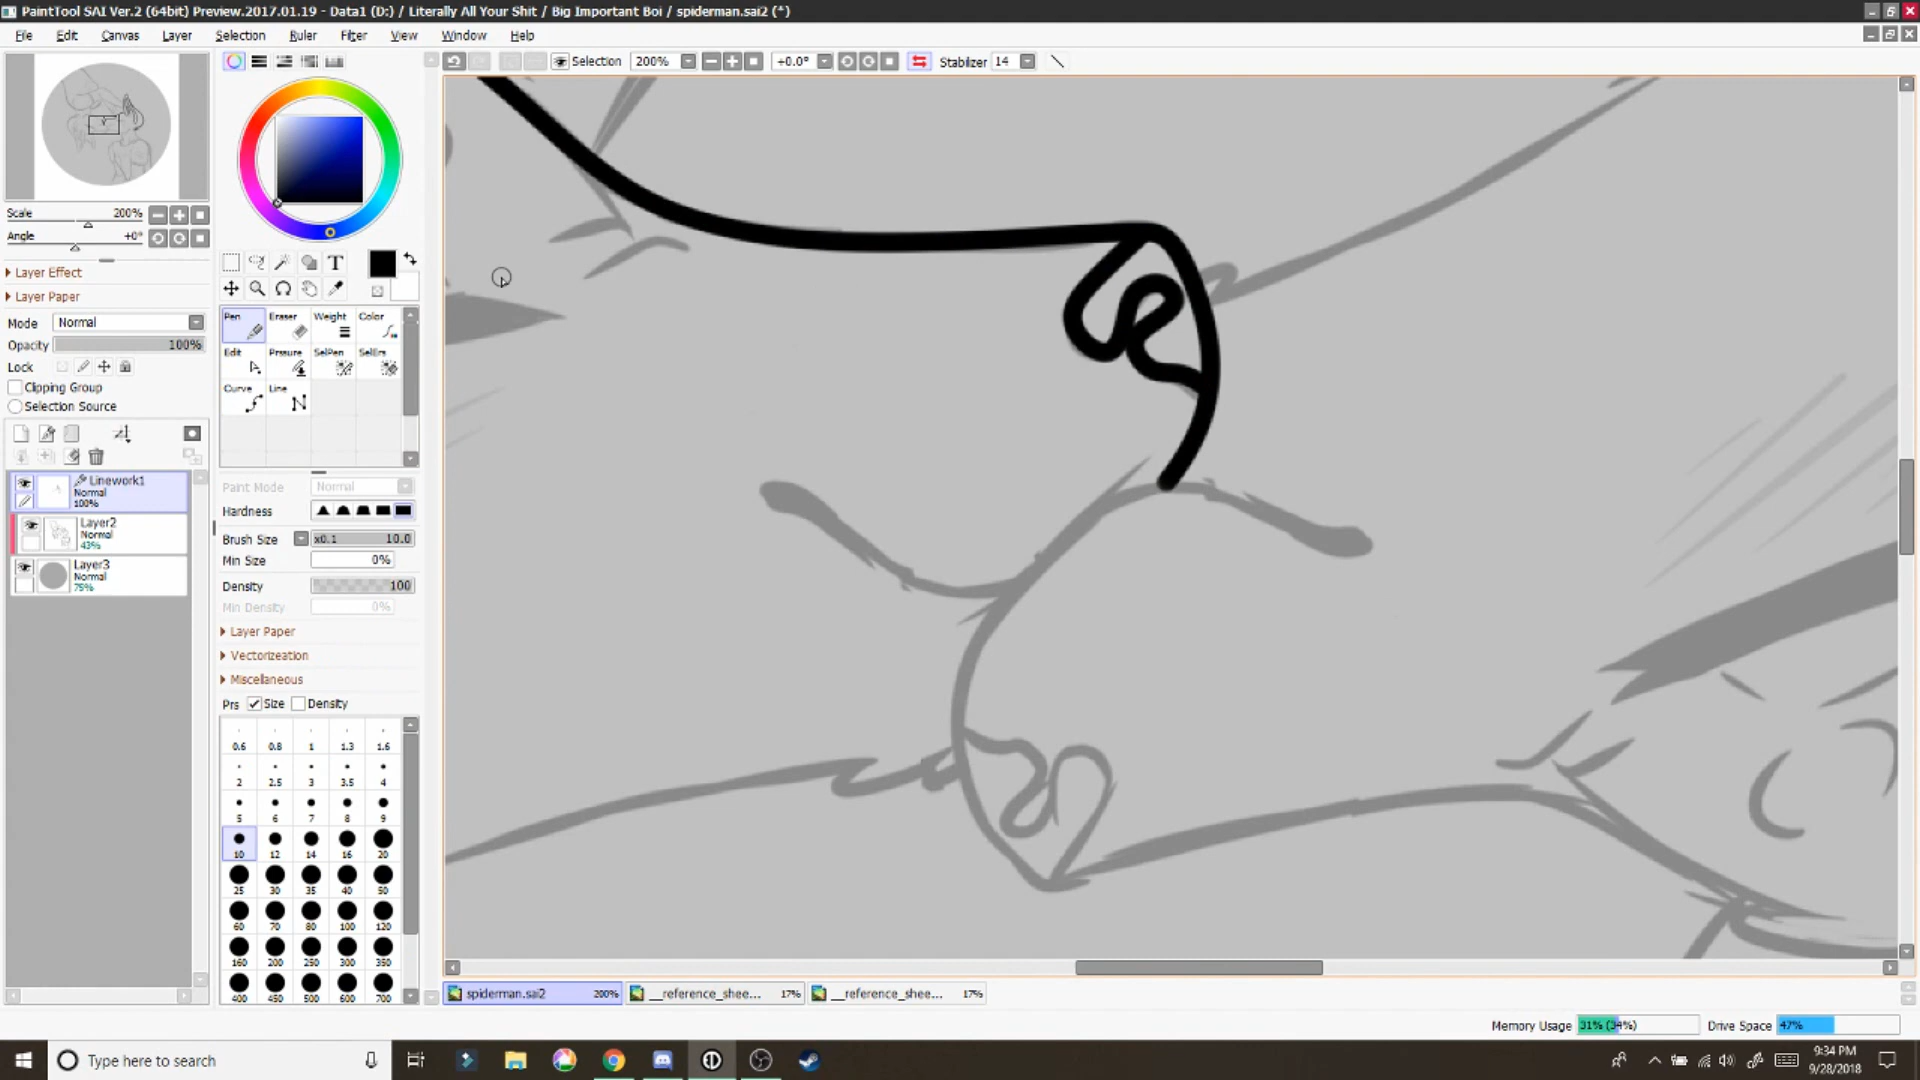 PaintTool SAI Ver.2 (64bit) Preview.2017.01.19 - Data1 (D:) / Literally All Your Shit / Big Important Boi / spiderman.sai2 (*)
File Edit Canvas Layer Selection Ruler Filter View Window Help
Selection 200% +0.0° Stabilizer 14
Scale 200%
Angle +0°
Layer Effect
Layer Paper
Mode Normal
Opacity 100%
Lock
Clipping Group
Selection Source
Linework1
Normal
100%
Layer2
Normal
43%
Layer3
Normal
75%
T
Pen Eraser Weight Color
Edit Prssure SelPen SelErs
Curve Line
Paint Mode Normal
Hardness
Brush Size x0.1 10.0
Min Size 0%
Density 100
Min Density 0%
Layer Paper
Vectorization
Miscellaneous
Prs Size Density
0.6 0.8 1 1.3 1.6
2 2.5 3 3.5 4
5 6 7 8 9
10 12 14 16 20
25 30 35 40 50
60 70 80 100 120
160 200 250 300 350
400 450 500 600 700
spiderman.sai2 200% __reference_shee... 17% __reference_shee... 17%
Memory Usage 31% (34%) Drive Space 47%
Type here to search
9:34 PM
9/28/2018